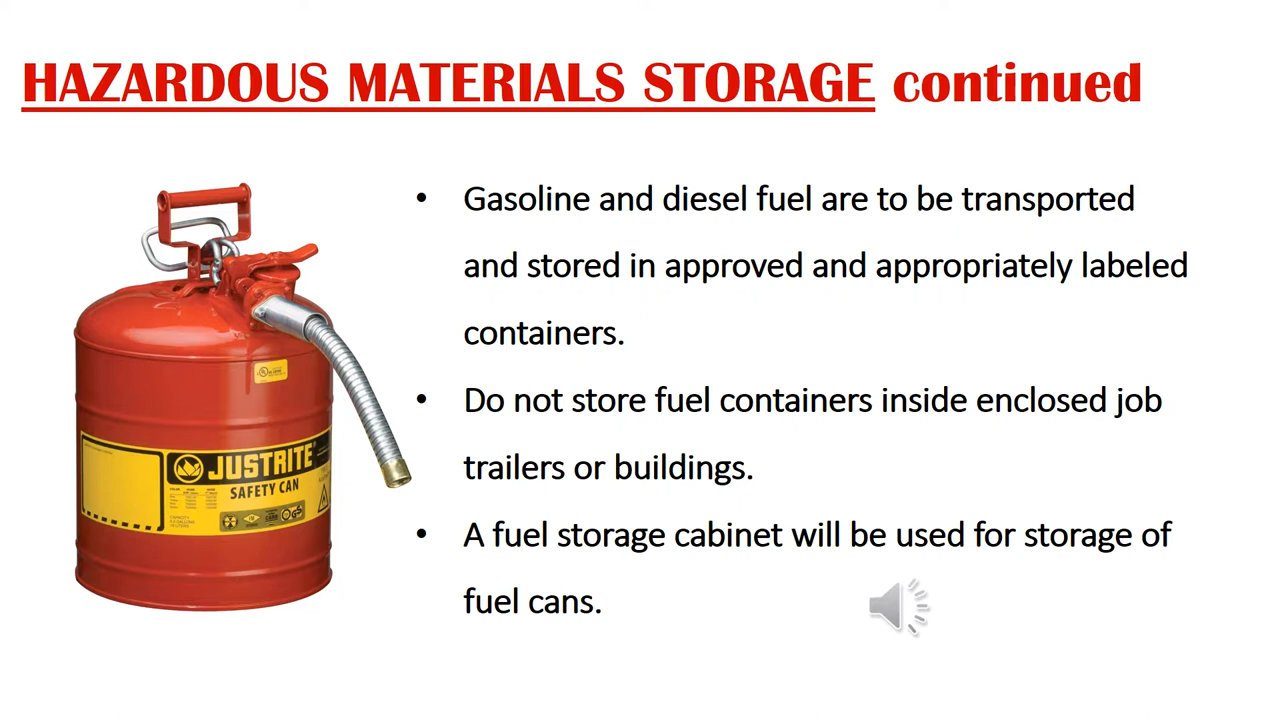 HAZARDOUS MATERIALS STORAGE continued
• Gasoline and diesel fuel are to be transported
and stored in approved and appropriately labeled
containers.
• Do not store fuel containers inside enclosed job
trailers or buildings.
• A fuel storage cabinet will be used for storage of
fuel cans.
JUSTRITE
SAFETY CAN